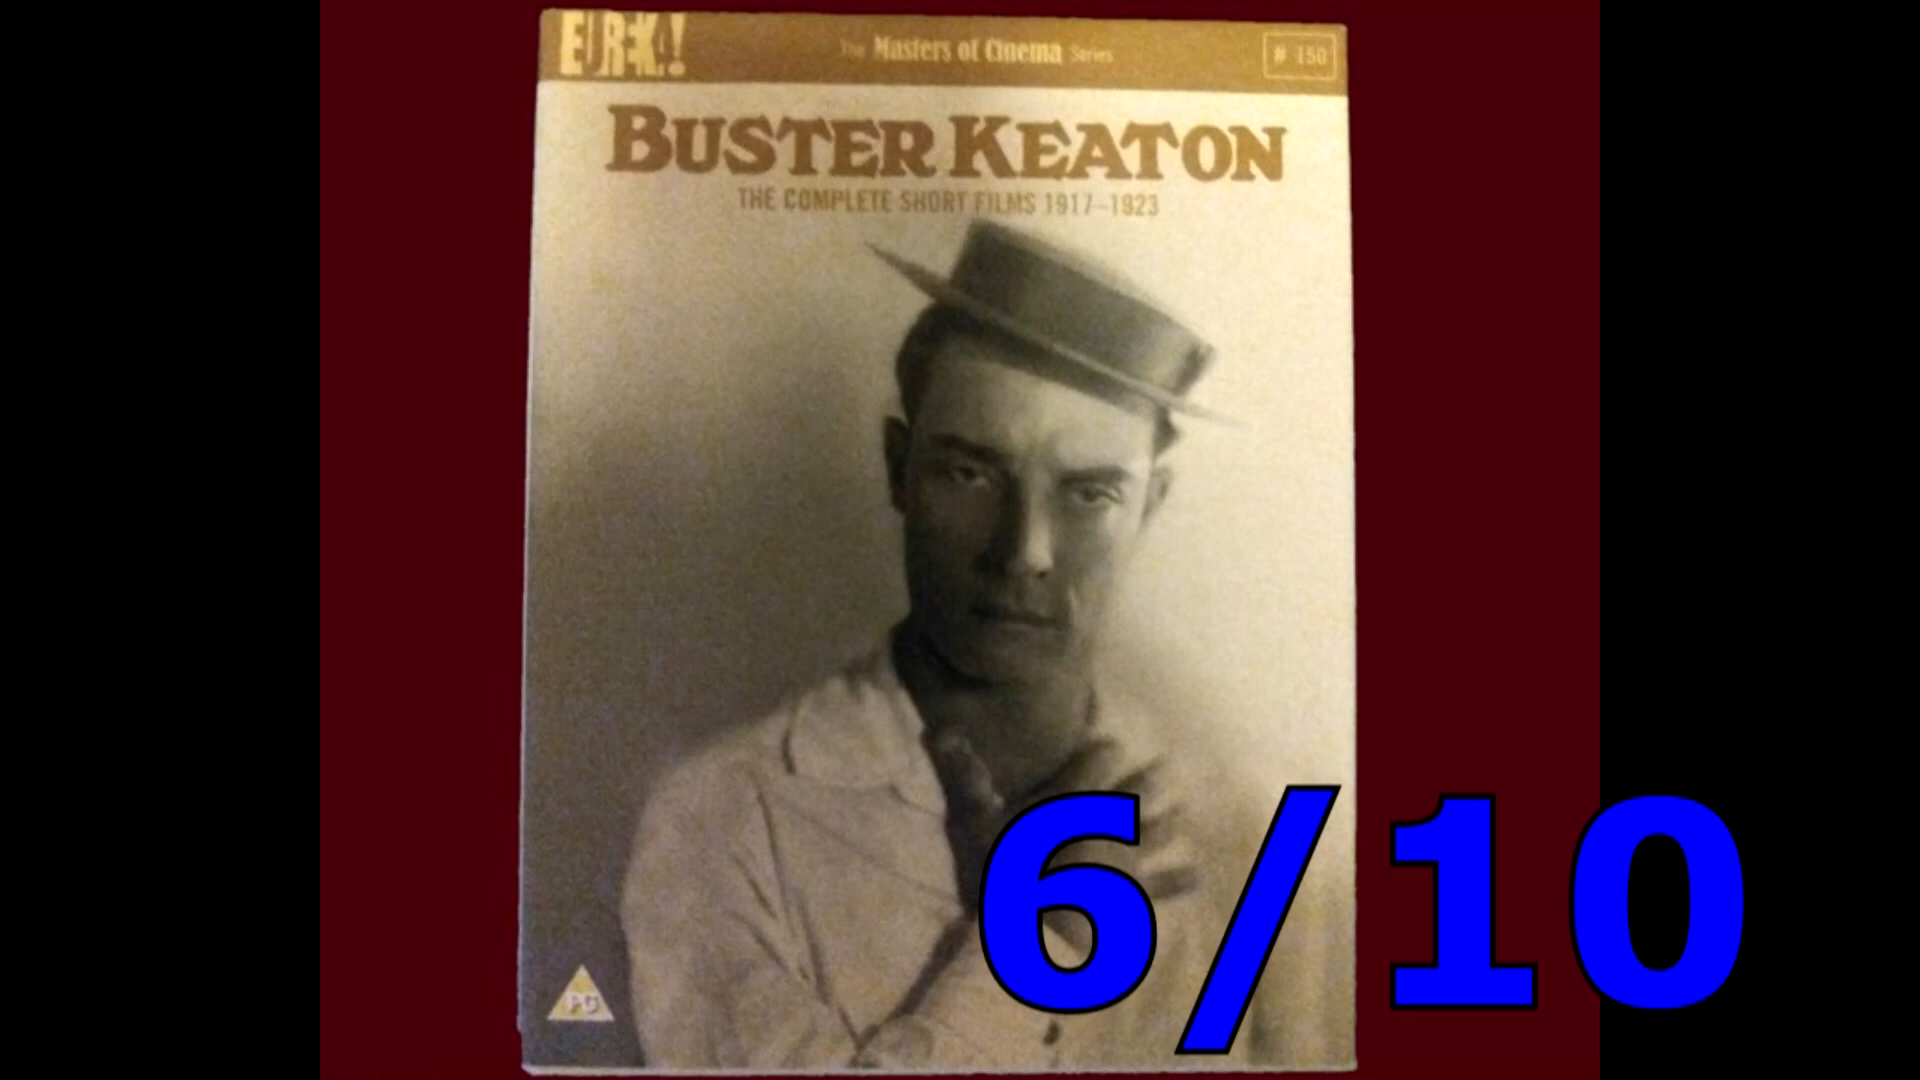 EUREKA!
The Masters of Cinema Series
# 150
BUSTER KEATON
THE COMPLETE SHORT FILMS 1917–1923
PG
6/10